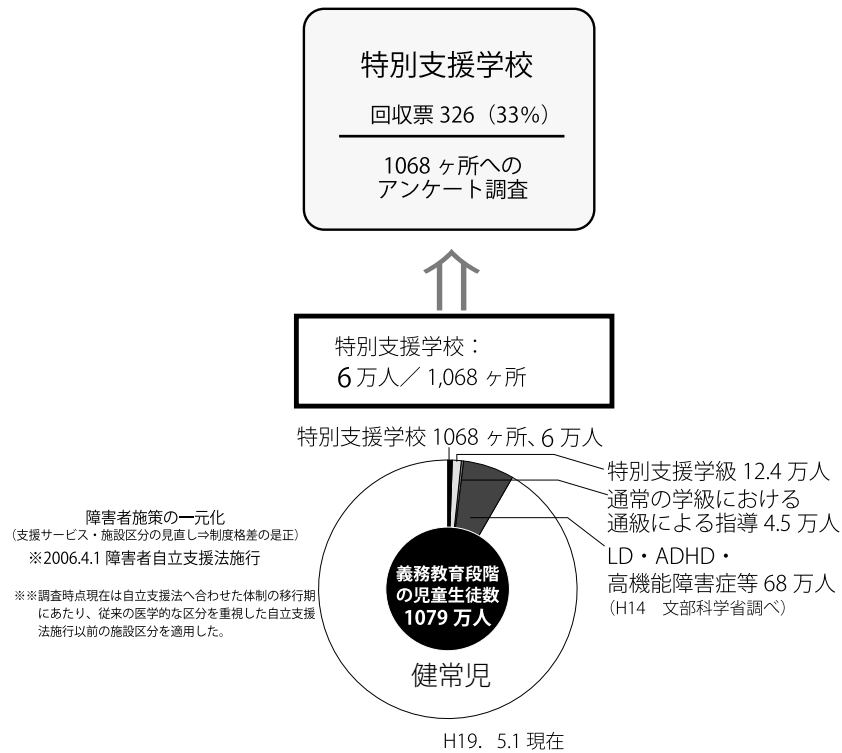 特別支援学校
回収票 326（33%）
1068 ヶ所への
アンケート調査
特別支援学校：
6 万人／ 1,068 ヶ所
特別支援学校 1068 ヶ所、6 万人
特別支援学級 12.4 万人
通常の学級における
通級による指導 4.5 万人
LD・ADHD・
高機能障害症等 68 万人
（H14　文部科学省調べ）
障害者施策の一元化
（支援サービス・施設区分の見直し⇒制度格差の是正）
※2006.4.1 障害者自立支援法施行
※※調査時点現在は自立支援法へ合わせた体制の移行期
にあたり、従来の医学的な区分を重視した自立支援
法施行以前の施設区分を適用した。
義務教育段階
の児童生徒数
1079 万人
健常児
H19.　5.1 現在